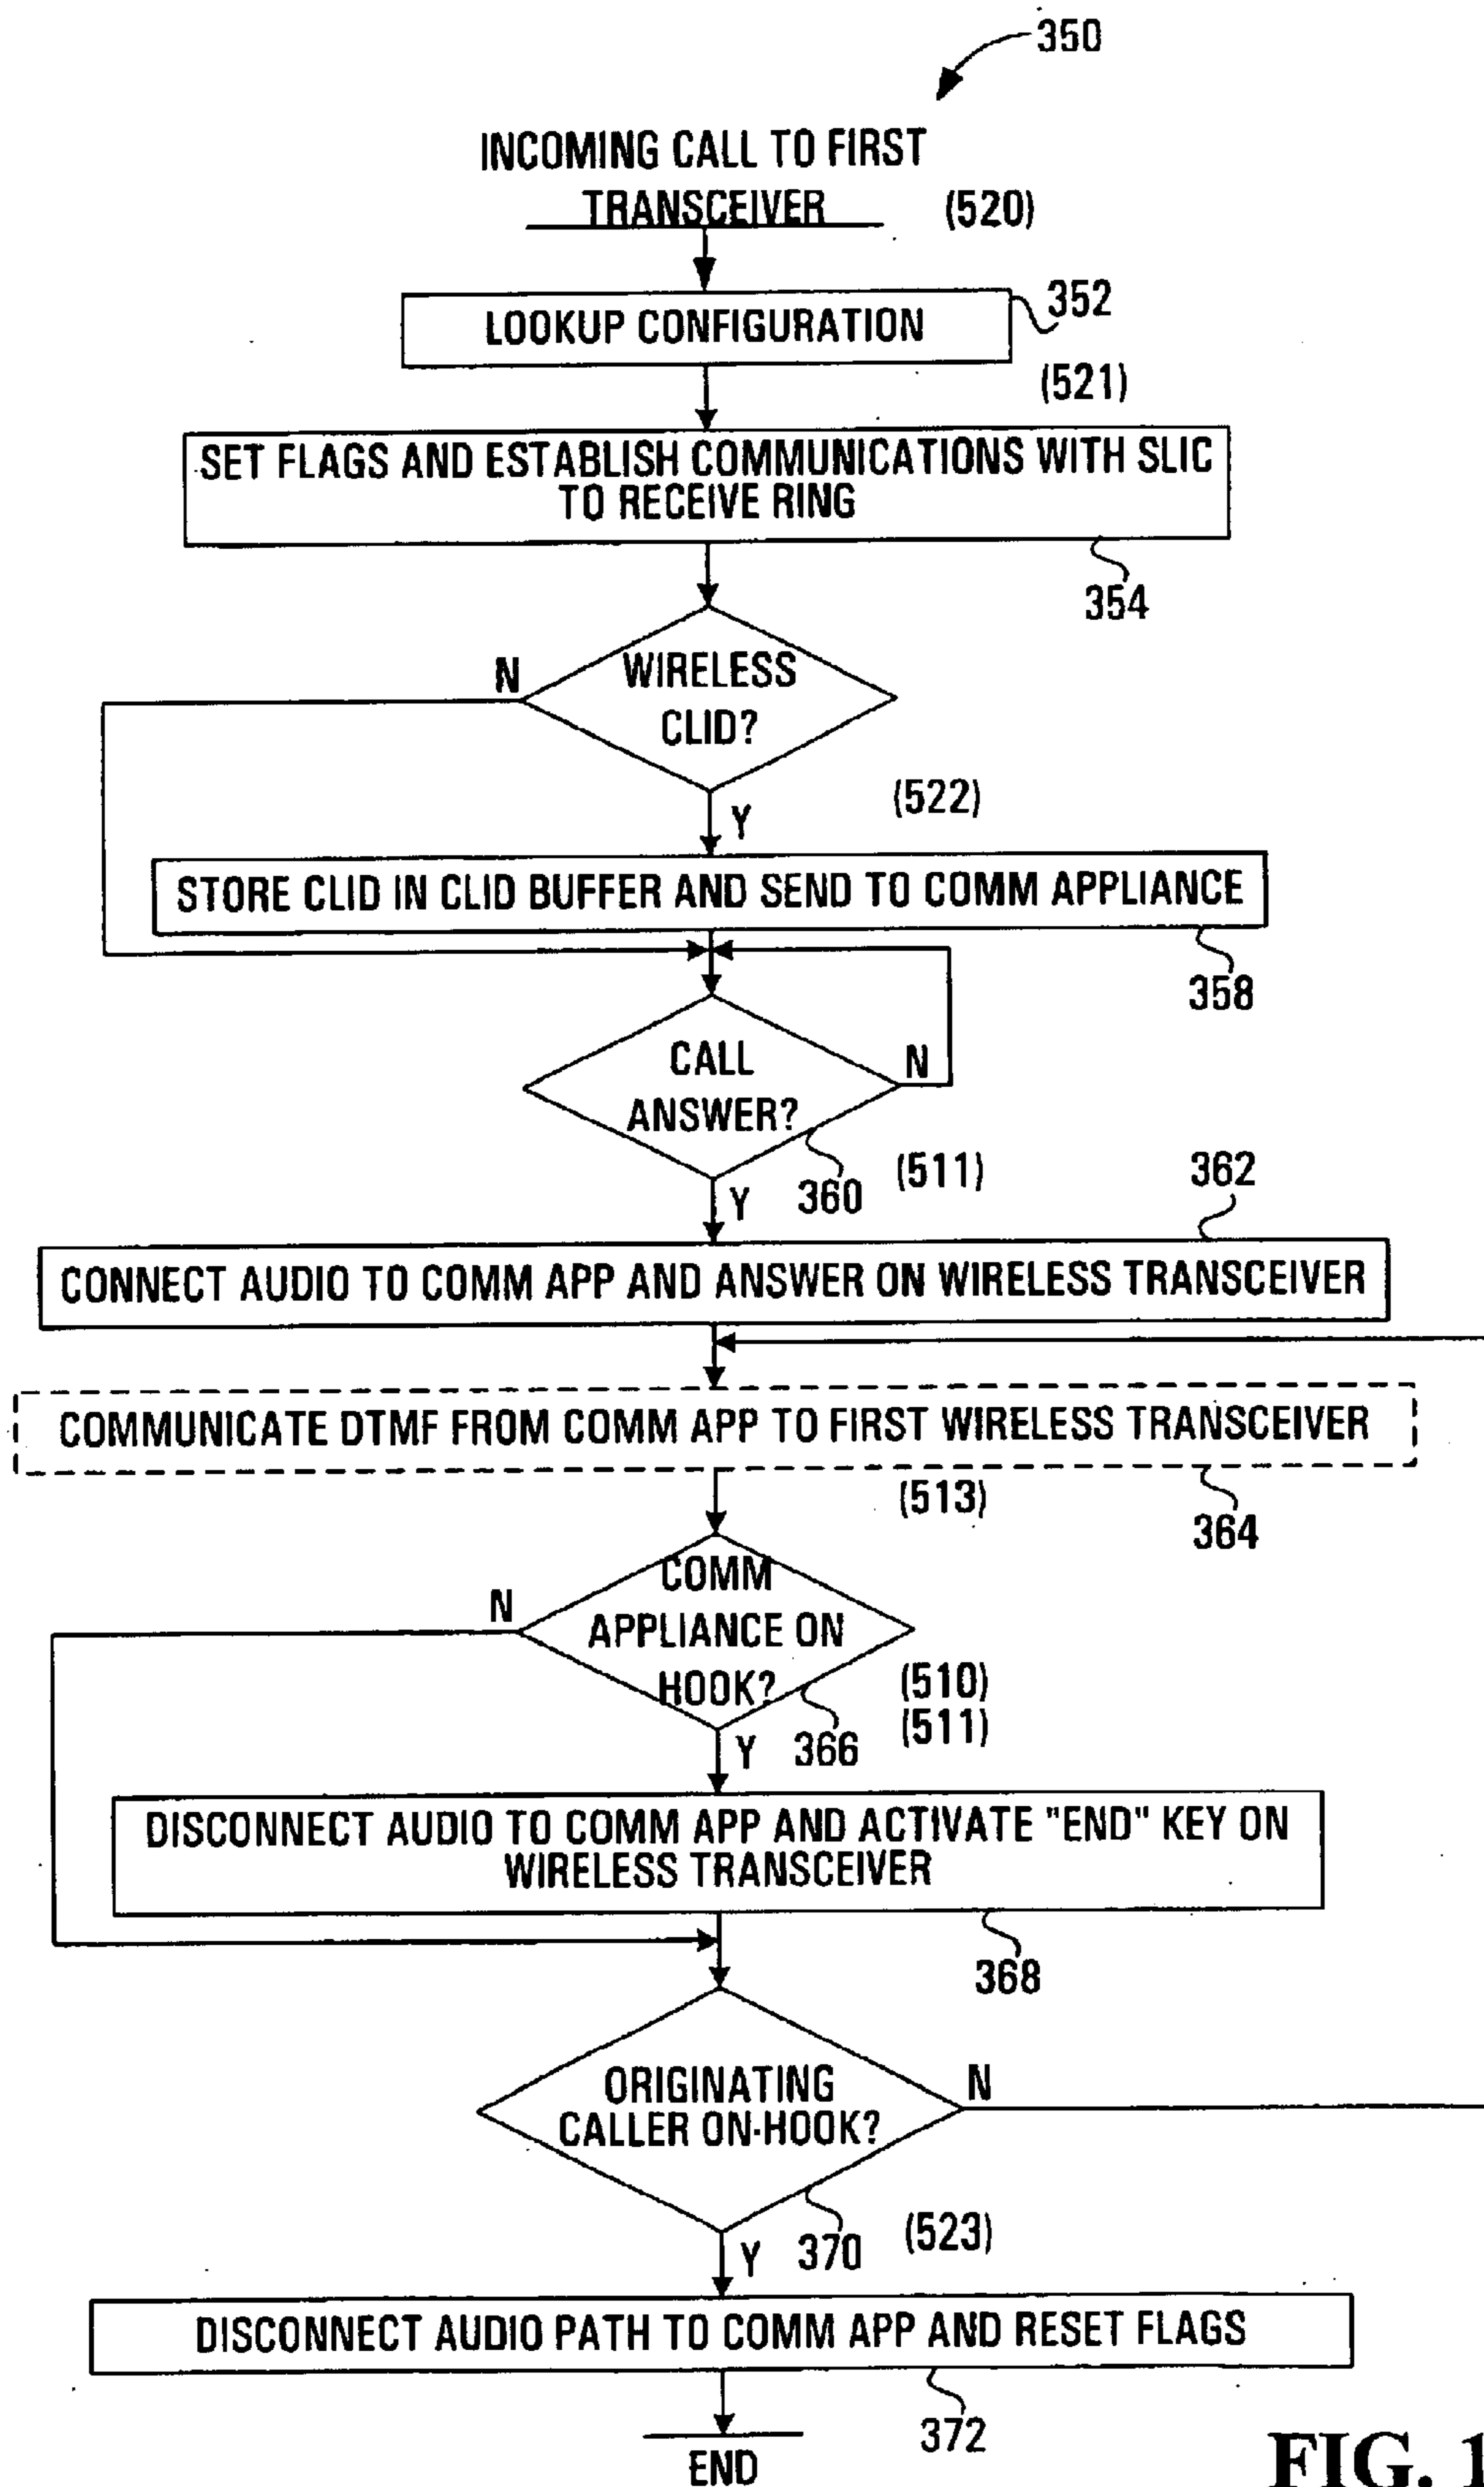 350
INCOMING CALL TO FIRST
TRANSCEIVER (520)
LOOKUP CONFIGURATION
352
(521)
SET FLAGS AND ESTABLISH COMMUNICATIONS WITH SLIC
TO RECEIVE RING
354
N
WIRELESS
CLID?
Y
(522)
STORE CLID IN CLID BUFFER AND SEND TO COMM APPLIANCE
358
CALL
ANSWER?
N
Y
360
(511)
362
CONNECT AUDIO TO COMM APP AND ANSWER ON WIRELESS TRANSCEIVER
COMMUNICATE DTMF FROM COMM APP TO FIRST WIRELESS TRANSCEIVER
(513)
364
N
COMM
APPLIANCE ON
HOOK?
(510)
(511)
Y
366
DISCONNECT AUDIO TO COMM APP AND ACTIVATE "END" KEY ON
WIRELESS TRANSCEIVER
368
ORIGINATING
CALLER ON-HOOK?
N
Y
370
(523)
DISCONNECT AUDIO PATH TO COMM APP AND RESET FLAGS
372
END
FIG. 1